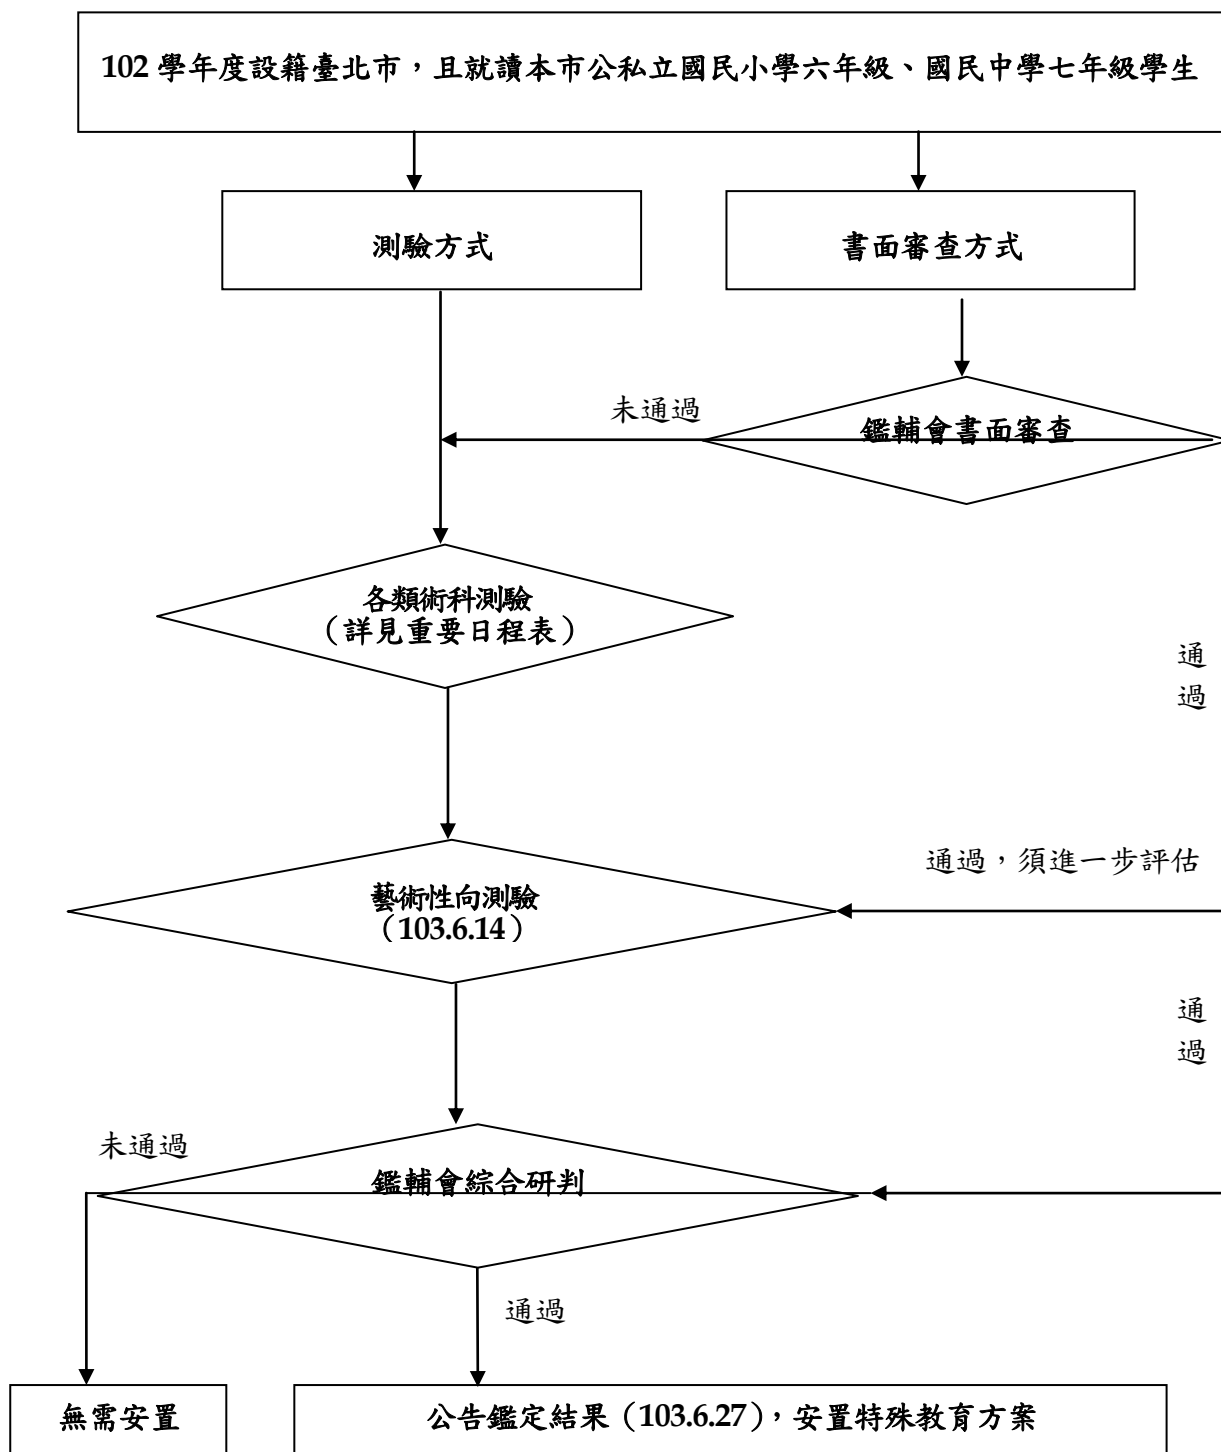 102 學年度設籍臺北市，且就讀本市公私立國民小學六年級、國民中學七年級學生
測驗方式
書面審查方式
未通過
鑑輔會書面審查
各類術科測驗
（詳見重要日程表）
通
過
通過，須進一步評估
藝術性向測驗
（103.6.14）
通
過
未通過
鑑輔會綜合研判
通過
無需安置
公告鑑定結果（103.6.27），安置特殊教育方案